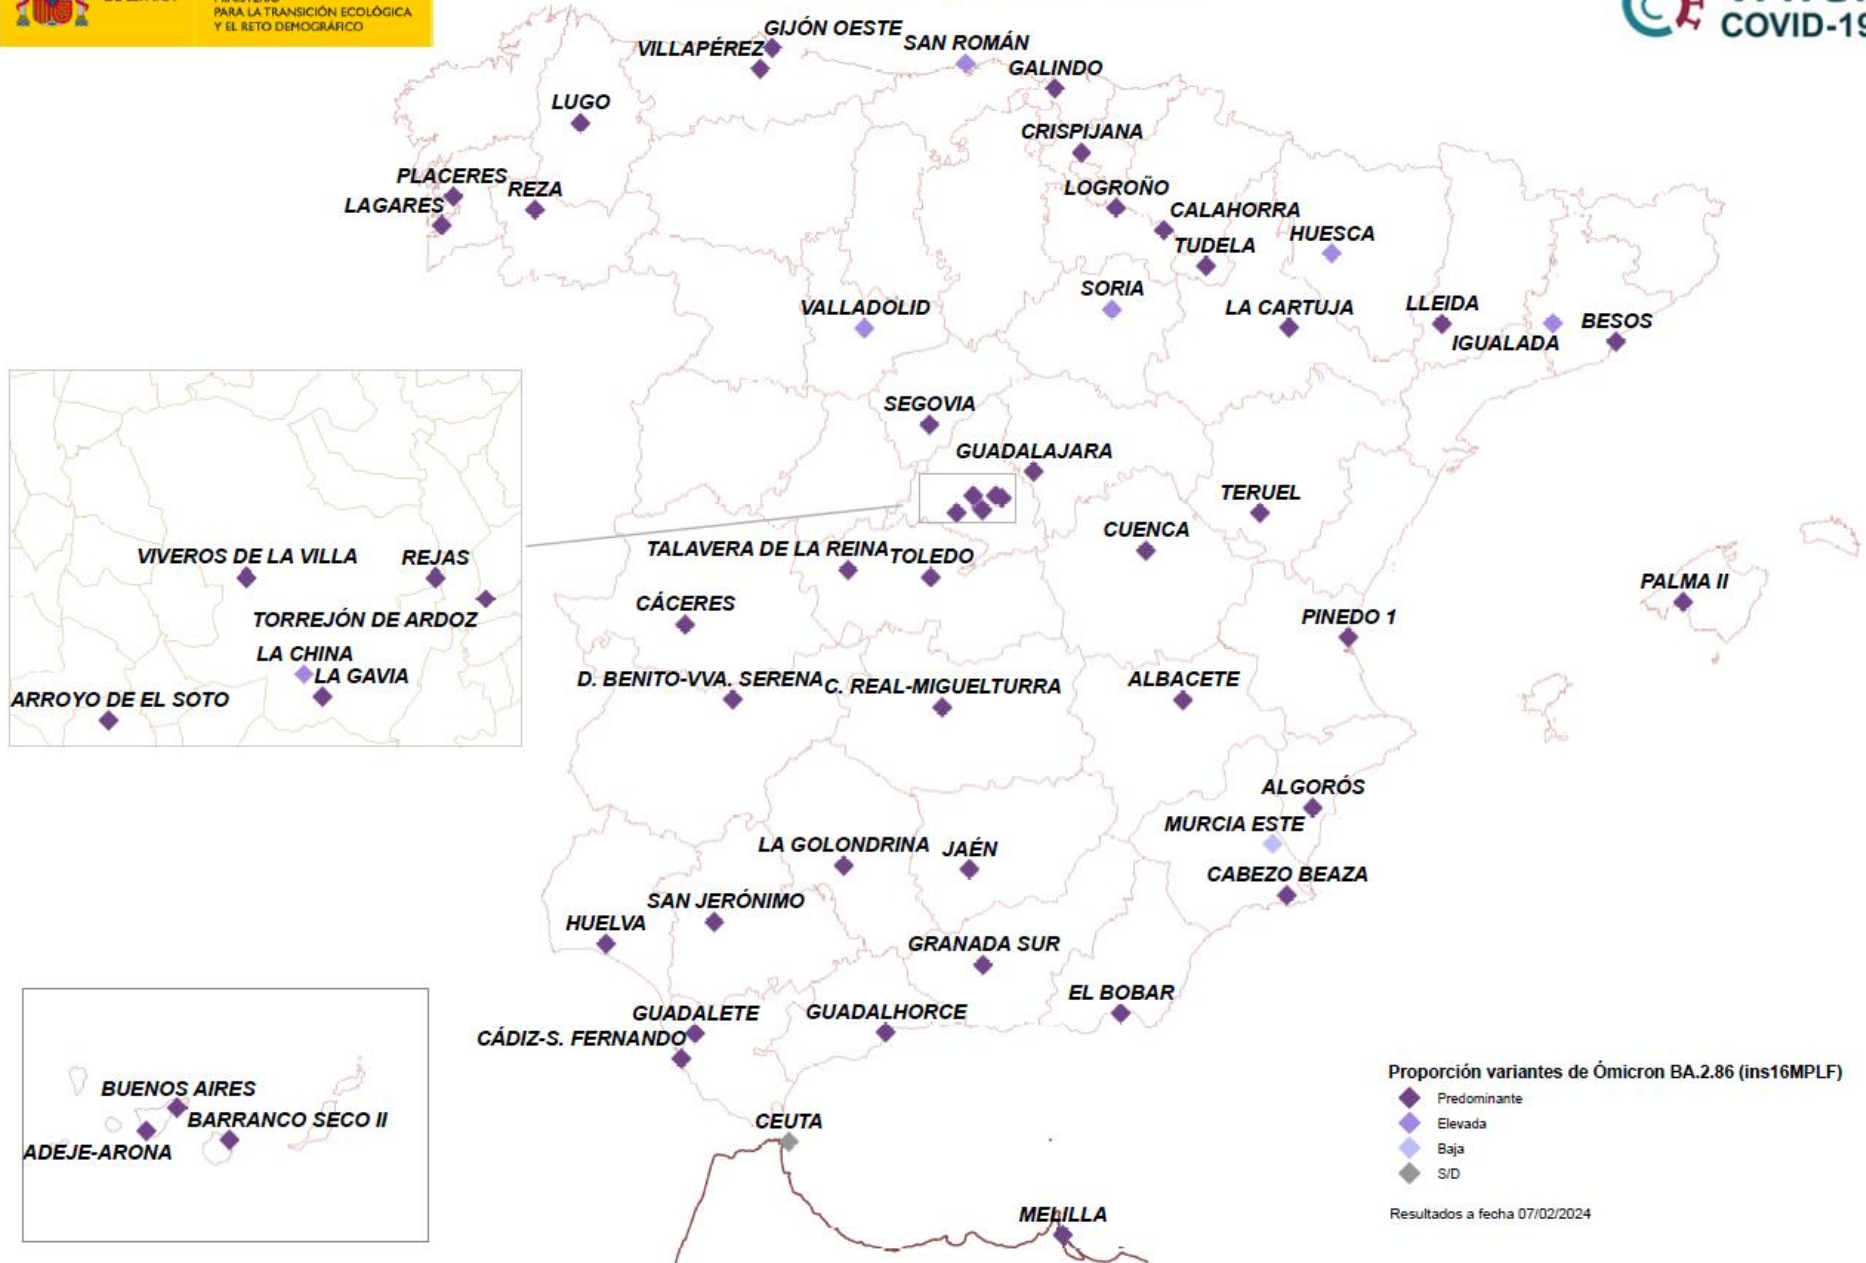 PARA LA TRANSICIÓN ECOLÓGICA
Y EL RETO DEMOGRÁFICO
COVID-19
GIJÓN OESTE
VILLAPÉREZ
SAN ROMÁN
GALINDO
LUGO
CRISPIJANA
PLACERES
REZA
LAGARES
LOGROÑO
CALAHORRA
TUDELA
HUESCA
VALLADOLID
SORIA
LA CARTUJA
LLEIDA
IGUALADA
BESOS
SEGOVIA
GUADALAJARA
TERUEL
CUENCA
TALAVERA DE LA REINA
TOLEDO
CÁCERES
PALMA II
PINEDO 1
D. BENITO-VVA. SERENA
C. REAL-MIGUELTURRA
ALBACETE
VIVEROS DE LA VILLA
REJAS
TORREJÓN DE ARDOZ
LA CHINA
LA GAVIA
ARROYO DE EL SOTO
ALGORÓS
MURCIA ESTE
LA GOLONDRINA
JAÉN
CABEZO BEAZA
SAN JERÓNIMO
HUELVA
GRANADA SUR
EL BOBAR
GUADALETE
GUADALHORCE
CÁDIZ-S. FERNANDO
BUENOS AIRES
BARRANCO SECO II
ADEJE-ARONA
CEUTA
MELILLA
Proporción variantes de Ómicron BA.2.86 (ins16MPLF)
Predominante
Elevada
Baja
S/D
Resultados a fecha 07/02/2024